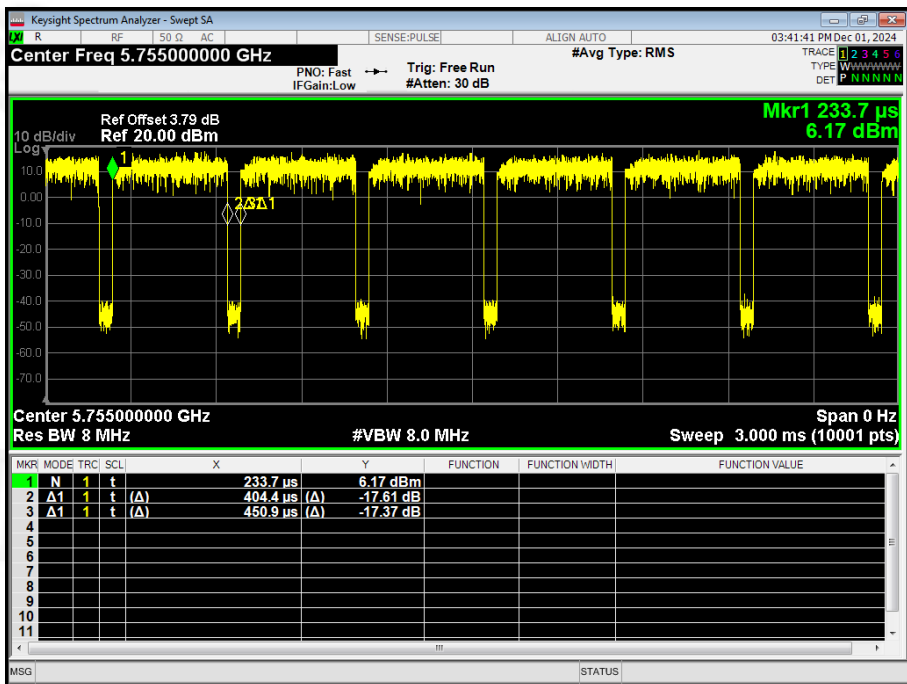 Keysight Spectrum Analyzer - Swept SA
LXI R RF 50 Ω AC SENSE:PULSE ALIGN AUTO 03:41:41 PM Dec 01, 2024
Center Freq 5.755000000 GHz #Avg Type: RMS TRACE 1 2 3 4 5 6
PNO: Fast Trig: Free Run TYPE WWWWWW
IFGain:Low #Atten: 30 dB DET P N N N N N
Mkr1 233.7 µs
Ref Offset 3.79 dB
10 dB/div Ref 20.00 dBm 6.17 dBm
Log
1
10.0
0.00
-10.0
-20.0
-30.0
-40.0
-50.0
-60.0
-70.0
Center 5.755000000 GHz Span 0 Hz
Res BW 8 MHz #VBW 8.0 MHz Sweep 3.000 ms (10001 pts)
MKR MODE TRC SCL X Y FUNCTION FUNCTION WIDTH FUNCTION VALUE
1 N 1 t 233.7 µs 6.17 dBm
2 Δ1 1 t (Δ) 404.4 µs (Δ) -17.61 dB
3 Δ1 1 t (Δ) 450.9 µs (Δ) -17.37 dB
4
5
6
7
8
9
10
11
MSG STATUS